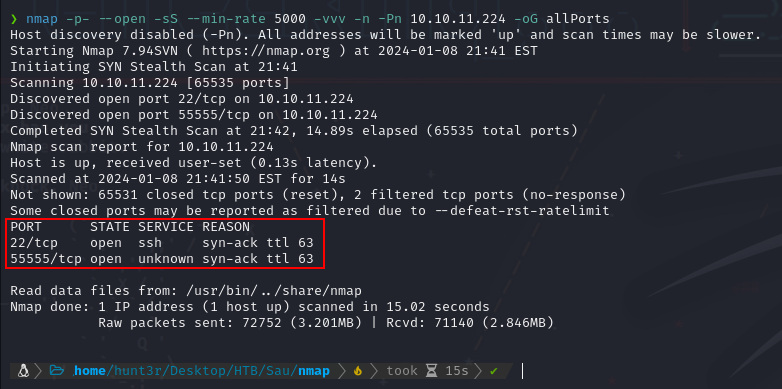 ❯ nmap -p- --open -sS --min-rate 5000 -vvv -n -Pn 10.10.11.224 -oG allPorts
Host discovery disabled (-Pn). All addresses will be marked 'up' and scan times may be slower.
Starting Nmap 7.94SVN ( https://nmap.org ) at 2024-01-08 21:41 EST
Initiating SYN Stealth Scan at 21:41
Scanning 10.10.11.224 [65535 ports]
Discovered open port 22/tcp on 10.10.11.224
Discovered open port 55555/tcp on 10.10.11.224
Completed SYN Stealth Scan at 21:42, 14.89s elapsed (65535 total ports)
Nmap scan report for 10.10.11.224
Host is up, received user-set (0.13s latency).
Scanned at 2024-01-08 21:41:50 EST for 14s
Not shown: 65531 closed tcp ports (reset), 2 filtered tcp ports (no-response)
Some closed ports may be reported as filtered due to --defeat-rst-ratelimit
PORT      STATE SERVICE REASON
22/tcp    open  ssh     syn-ack ttl 63
55555/tcp open  unknown syn-ack ttl 63
Read data files from: /usr/bin/../share/nmap
Nmap done: 1 IP address (1 host up) scanned in 15.02 seconds
           Raw packets sent: 72752 (3.201MB) | Rcvd: 71140 (2.846MB)
home/hunt3r/Desktop/HTB/Sau/nmap took 15s ✔